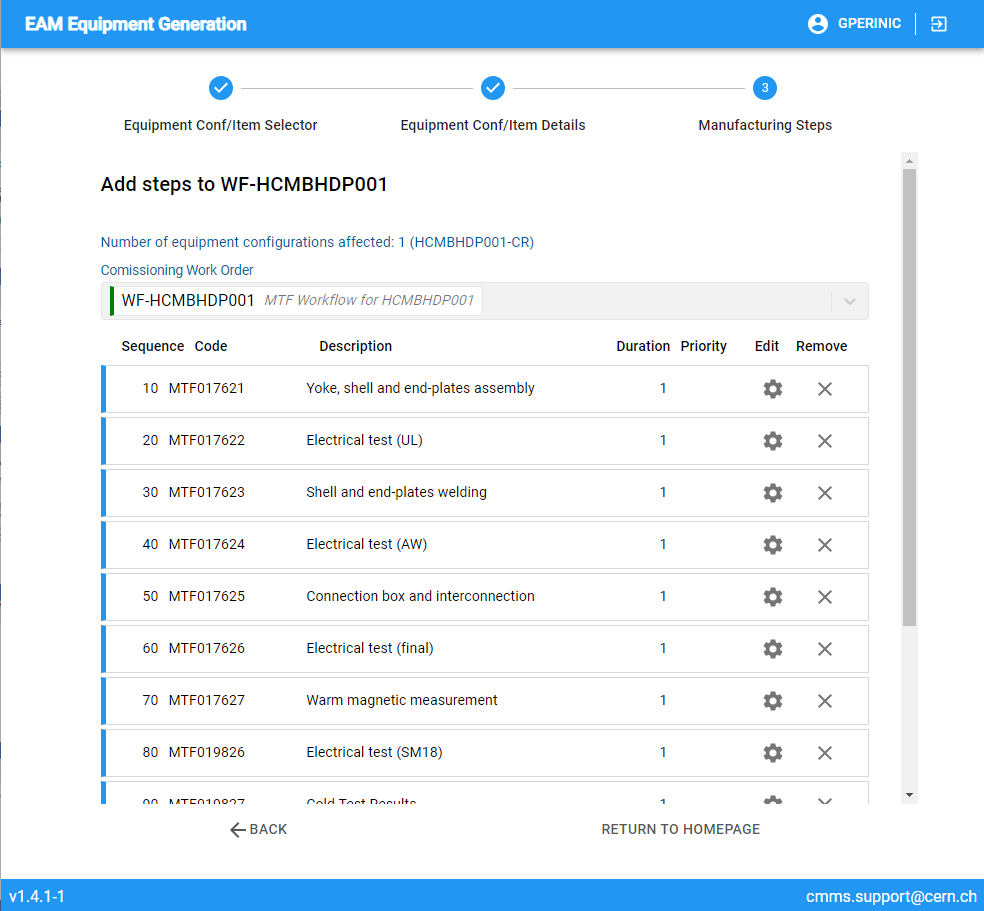 EAM Equipment Generation
GPERINIC
3
Equipment Conf/Item Selector Equipment Conf/Item Details Manufacturing Steps
Add steps to WF-HCMBHDP001
Number of equipment configurations affected: 1 (HCMBHDP001-CR)
Comissioning Work Order
WF-HCMBHDP001 MTF Workflow for HCMBHDP001
Sequence Code Description Duration Priority Edit Remove
10 MTF017621 Yoke, shell and end-plates assembly 1
20 MTF017622 Electrical test (UL) 1
30 MTF017623 Shell and end-plates welding 1
40 MTF017624 Electrical test (AW) 1
50 MTF017625 Connection box and interconnection 1
60 MTF017626 Electrical test (final) 1
70 MTF017627 Warm magnetic measurement 1
80 MTF019826 Electrical test (SM18) 1
90 MTF019827 Cold Test Results 1
BACK RETURN TO HOMEPAGE
v1.4.1-1 cmms.support@cern.ch